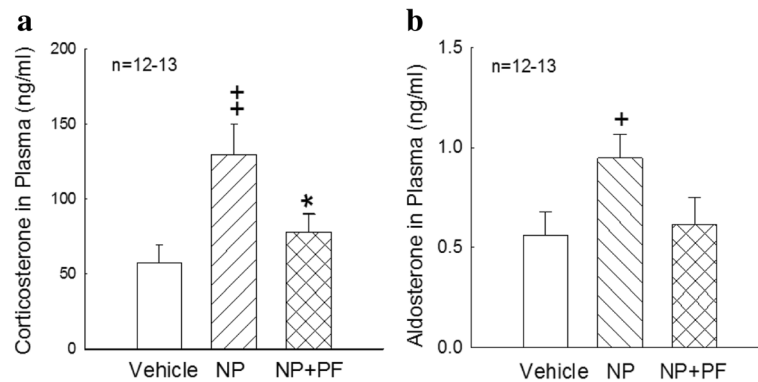 a
Corticosterone in Plasma (ng/ml)
200
150
100
50
0
n=12-13
++
*
Vehicle NP NP+PF
b
Aldosterone in Plasma (ng/ml)
1.5
1.0
0.5
0.0
n=12-13
+
Vehicle NP NP+PF